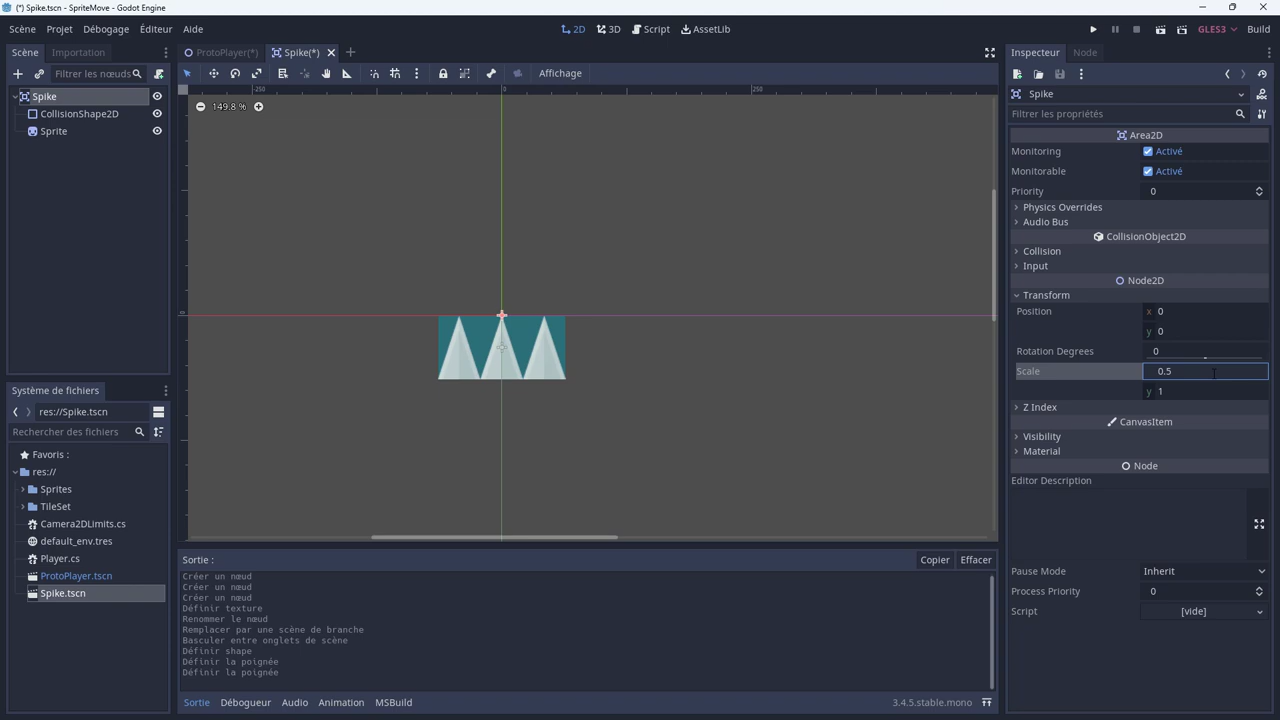 (*) Spike.tscn - SpriteMove - Godot Engine
Scène Projet Débogage Éditeur Aide
2D 3D Script AssetLib
GLES3 Build
Scène Importation
ProtoPlayer(*) Spike(*)
Inspecteur Node
Filtrer les nœuds
Affichage
Spike
CollisionShape2D
Sprite
-250 0 250
149.8 %
0
Spike
Filtrer les propriétés
Area2D
Monitoring Activé
Monitorable Activé
Priority 0
Physics Overrides
Audio Bus
CollisionObject2D
Collision
Input
Node2D
Transform
Position x 0
y 0
Rotation Degrees 0
Scale 0.5
y 1
Z Index
CanvasItem
Visibility
Material
Node
Editor Description
Pause Mode Inherit
Process Priority 0
Script [vide]
Système de fichiers
res://Spike.tscn
Rechercher des fichiers
Favoris :
res://
Sprites
TileSet
Camera2DLimits.cs
default_env.tres
Player.cs
ProtoPlayer.tscn
Spike.tscn
Sortie : Copier Effacer
Créer un nœud
Créer un nœud
Créer un nœud
Définir texture
Renommer le nœud
Remplacer par une scène de branche
Basculer entre onglets de scène
Définir shape
Définir la poignée
Définir la poignée
Sortie Débogueur Audio Animation MSBuild 3.4.5.stable.mono